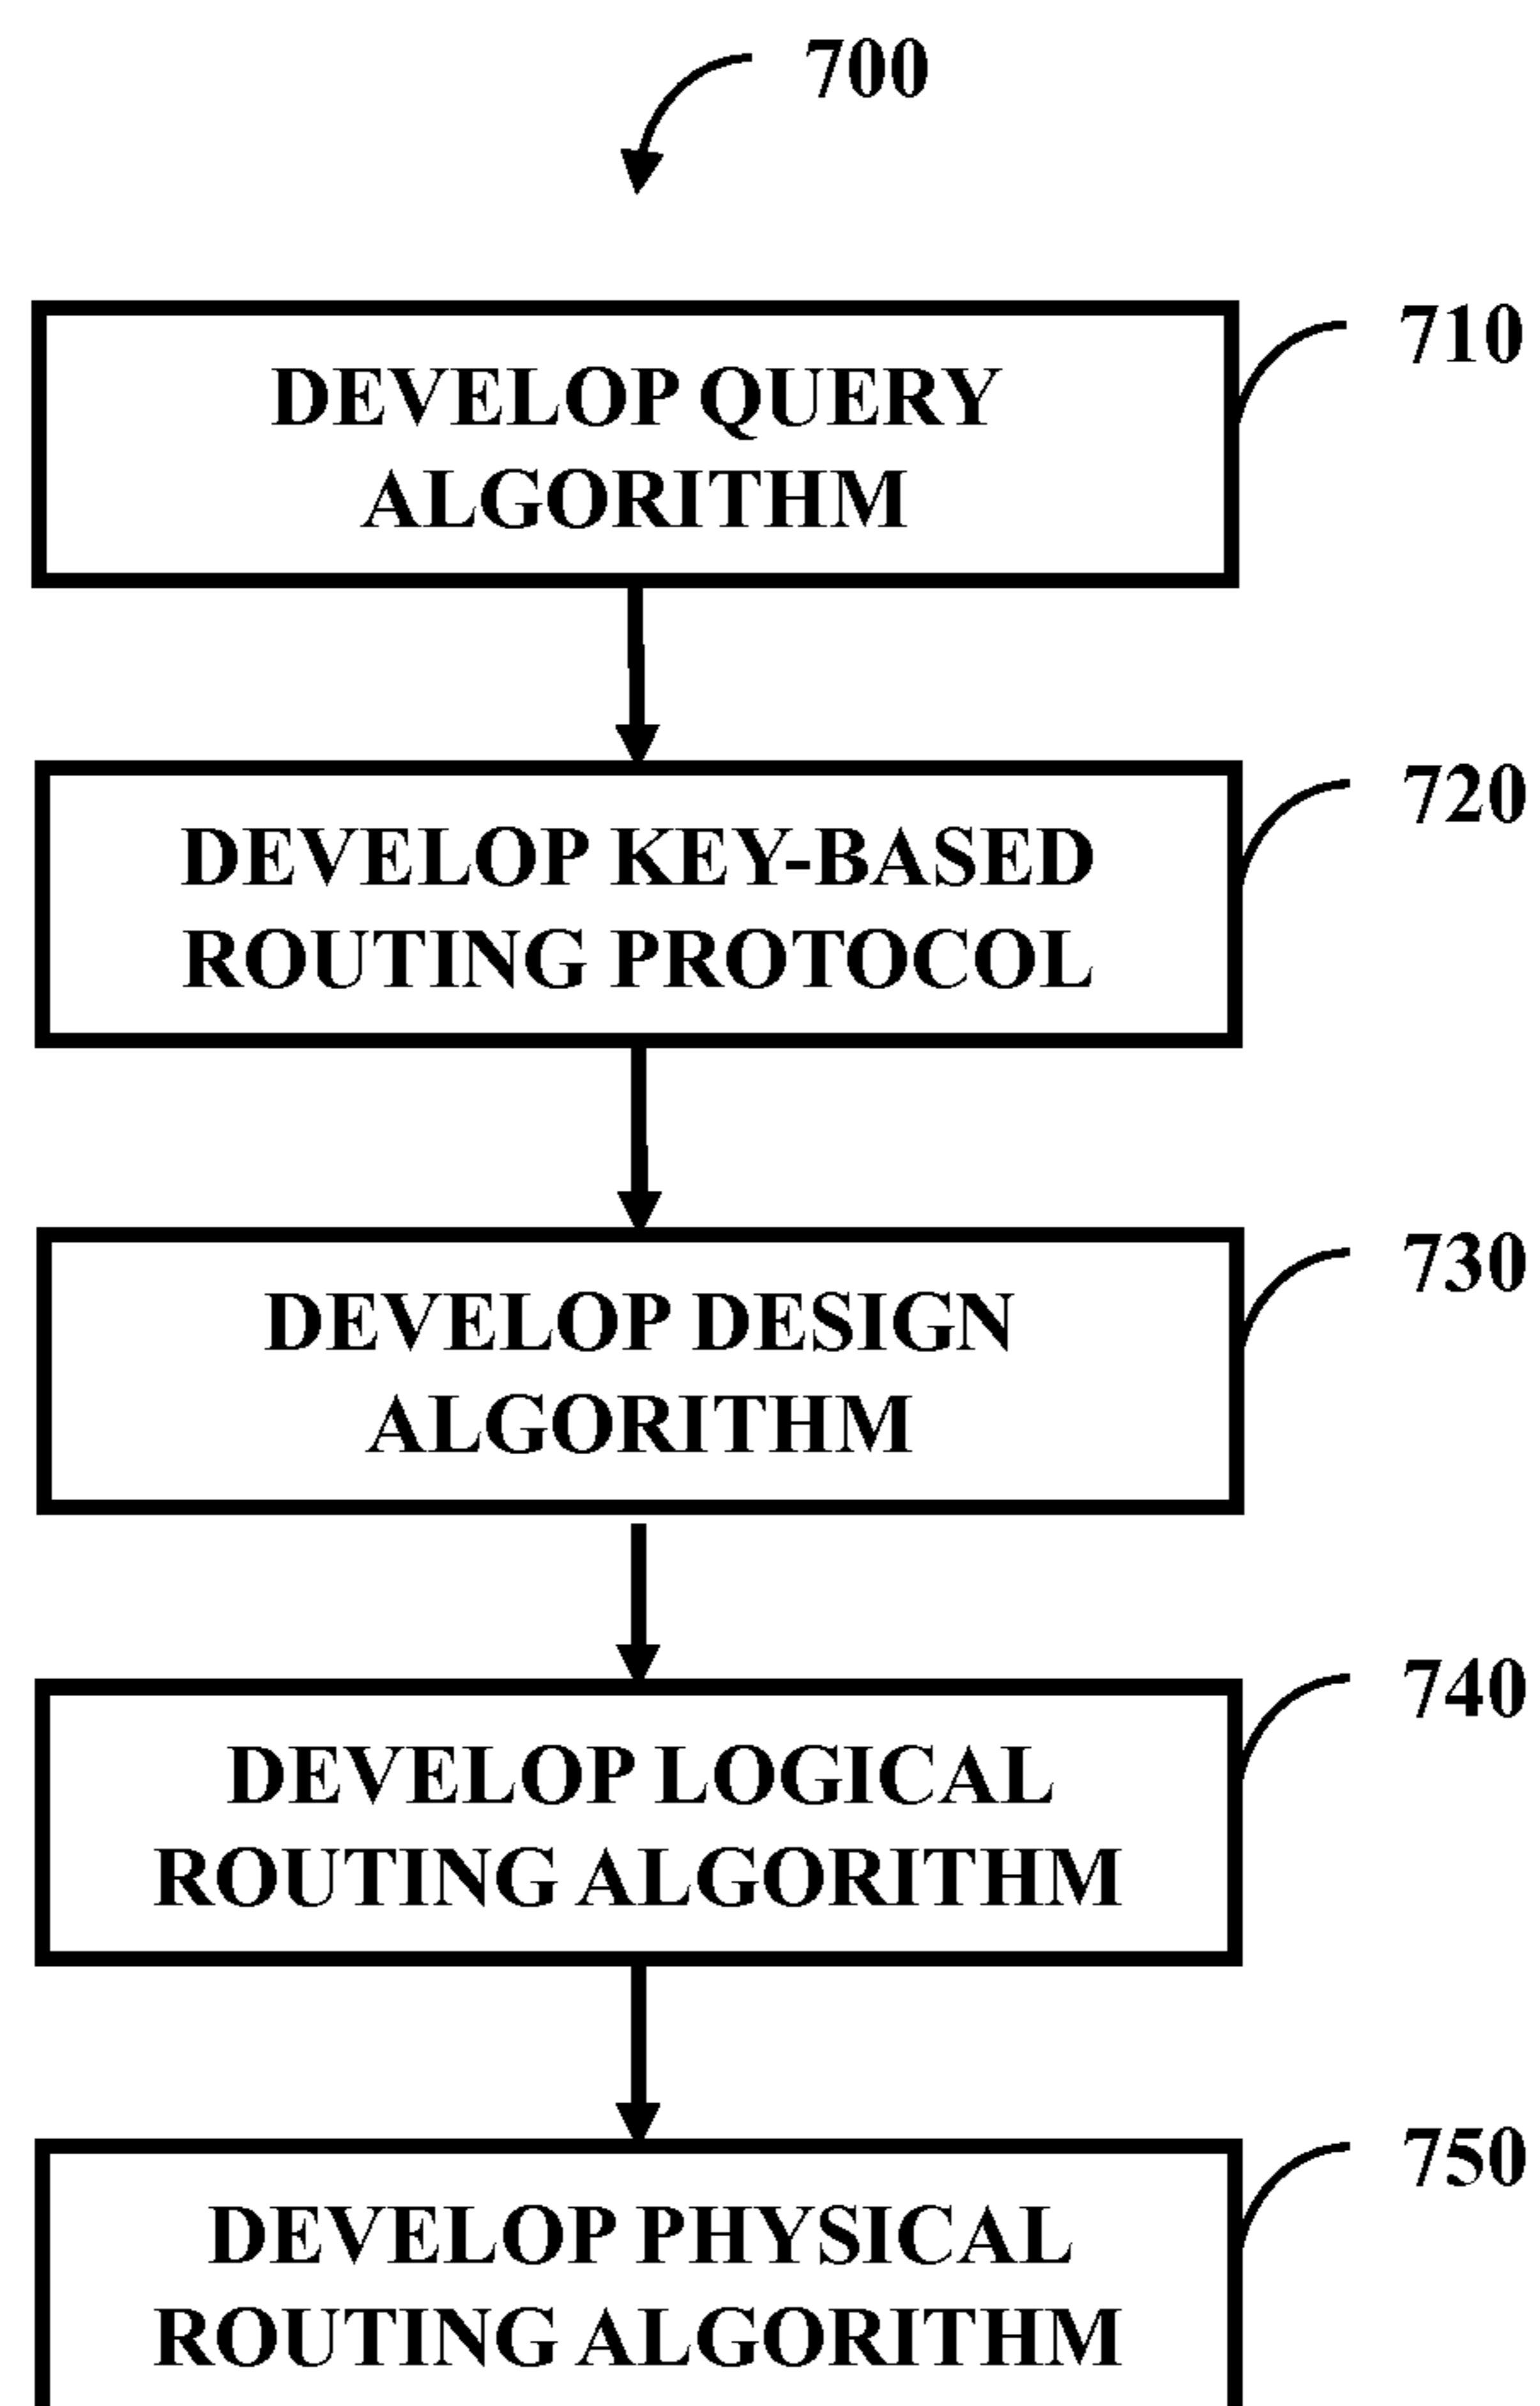 700
710
DEVELOP QUERY
ALGORITHM
720
DEVELOP KEY-BASED
ROUTING PROTOCOL
730
DEVELOP DESIGN
ALGORITHM
740
DEVELOP LOGICAL
ROUTING ALGORITHM
750
DEVELOP PHYSICAL
ROUTING ALGORITHM